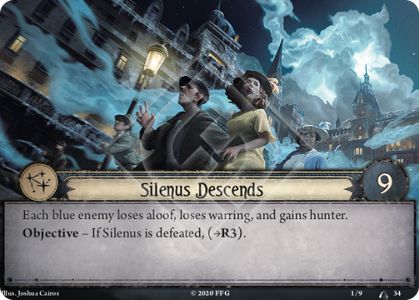 Silenus Descends
9
Each blue enemy loses aloof, loses warring, and gains hunter.
Objective – If Silenus is defeated, (→R3).
Illus. Joshua Cairos © 2020 FFG 1/9 34